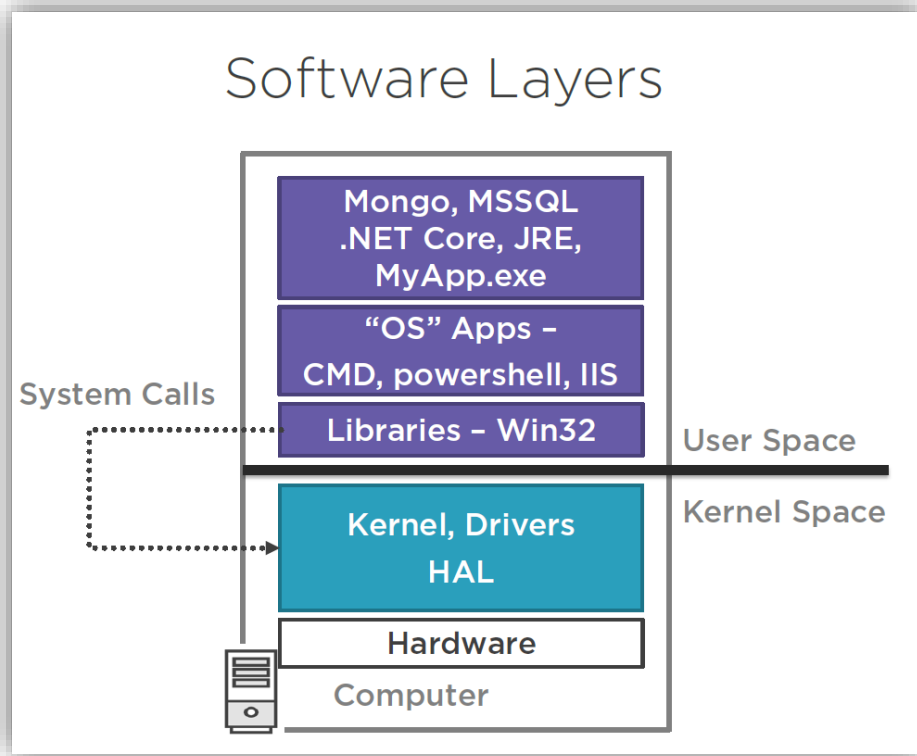 Software Layers
Mongo, MSSQL
.NET Core, JRE,
MyApp.exe
“OS” Apps –
CMD, powershell, IIS
System Calls
Libraries – Win32
User Space
Kernel Space
Kernel, Drivers
HAL
Hardware
Computer